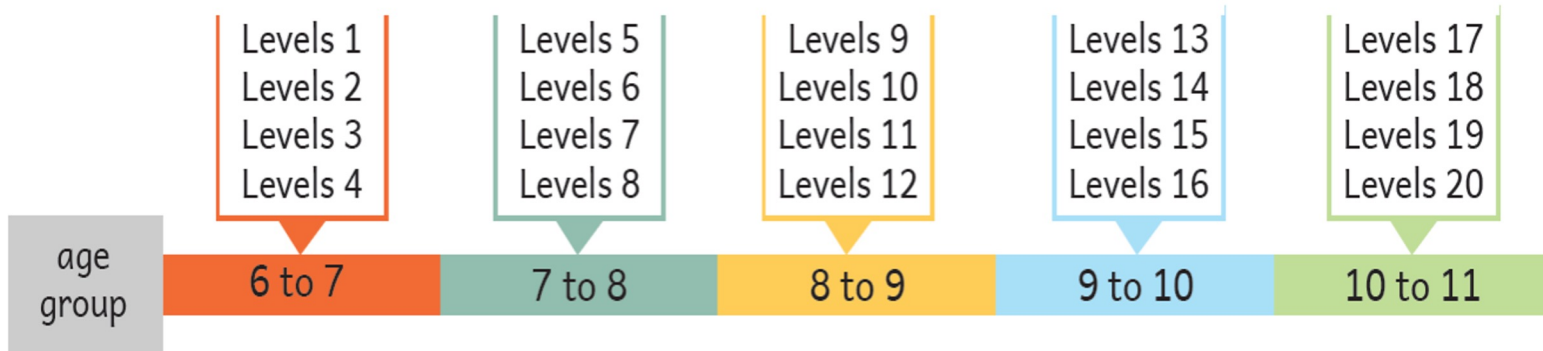 Levels 1
Levels 2
Levels 3
Levels 4
Levels 5
Levels 6
Levels 7
Levels 8
Levels 9
Levels 10
Levels 11
Levels 12
Levels 13
Levels 14
Levels 15
Levels 16
Levels 17
Levels 18
Levels 19
Levels 20
age
group
6 to 7
7 to 8
8 to 9
9 to 10
10 to 11